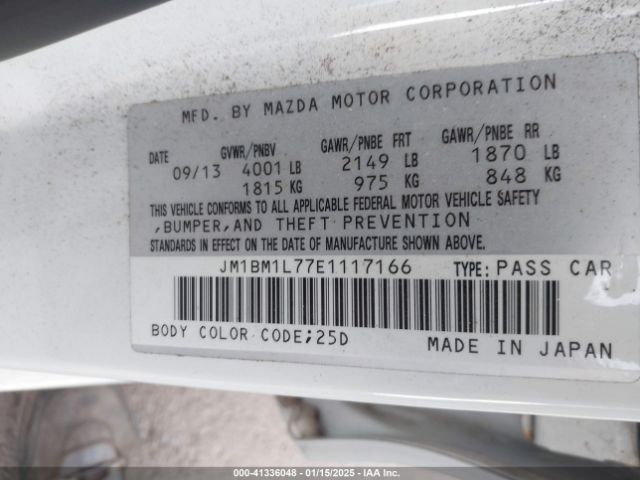 MFD. BY MAZDA MOTOR CORPORATION
DATE GVWR/PNBV GAWR/PNBE FRT GAWR/PNBE RR
09/13 4001 LB 2149 LB 1870 LB
1815 KG 975 KG 848 KG
THIS VEHICLE CONFORMS TO ALL APPLICABLE FEDERAL MOTOR VEHICLE SAFETY
,BUMPER,AND THEFT PREVENTION
STANDARDS IN EFFECT ON THE DATE OF MANUFACTURE SHOWN ABOVE.
JM1BM1L77E1117166 TYPE: PASS CAR
BODY COLOR CODE;25D
MADE IN JAPAN
000-41336048 - 01/15/2025 - IAA Inc.